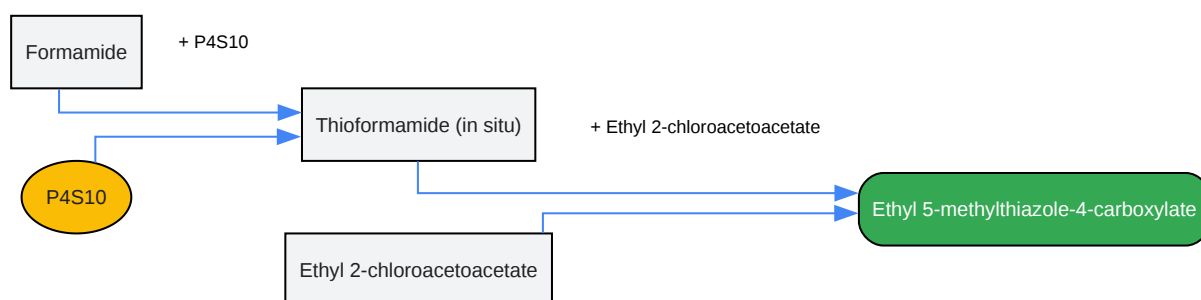 Formamide
+ P4S10
Thioformamide (in situ)
+ Ethyl 2-chloroacetoacetate
P4S10
Ethyl 5-methylthiazole-4-carboxylate
Ethyl 2-chloroacetoacetate